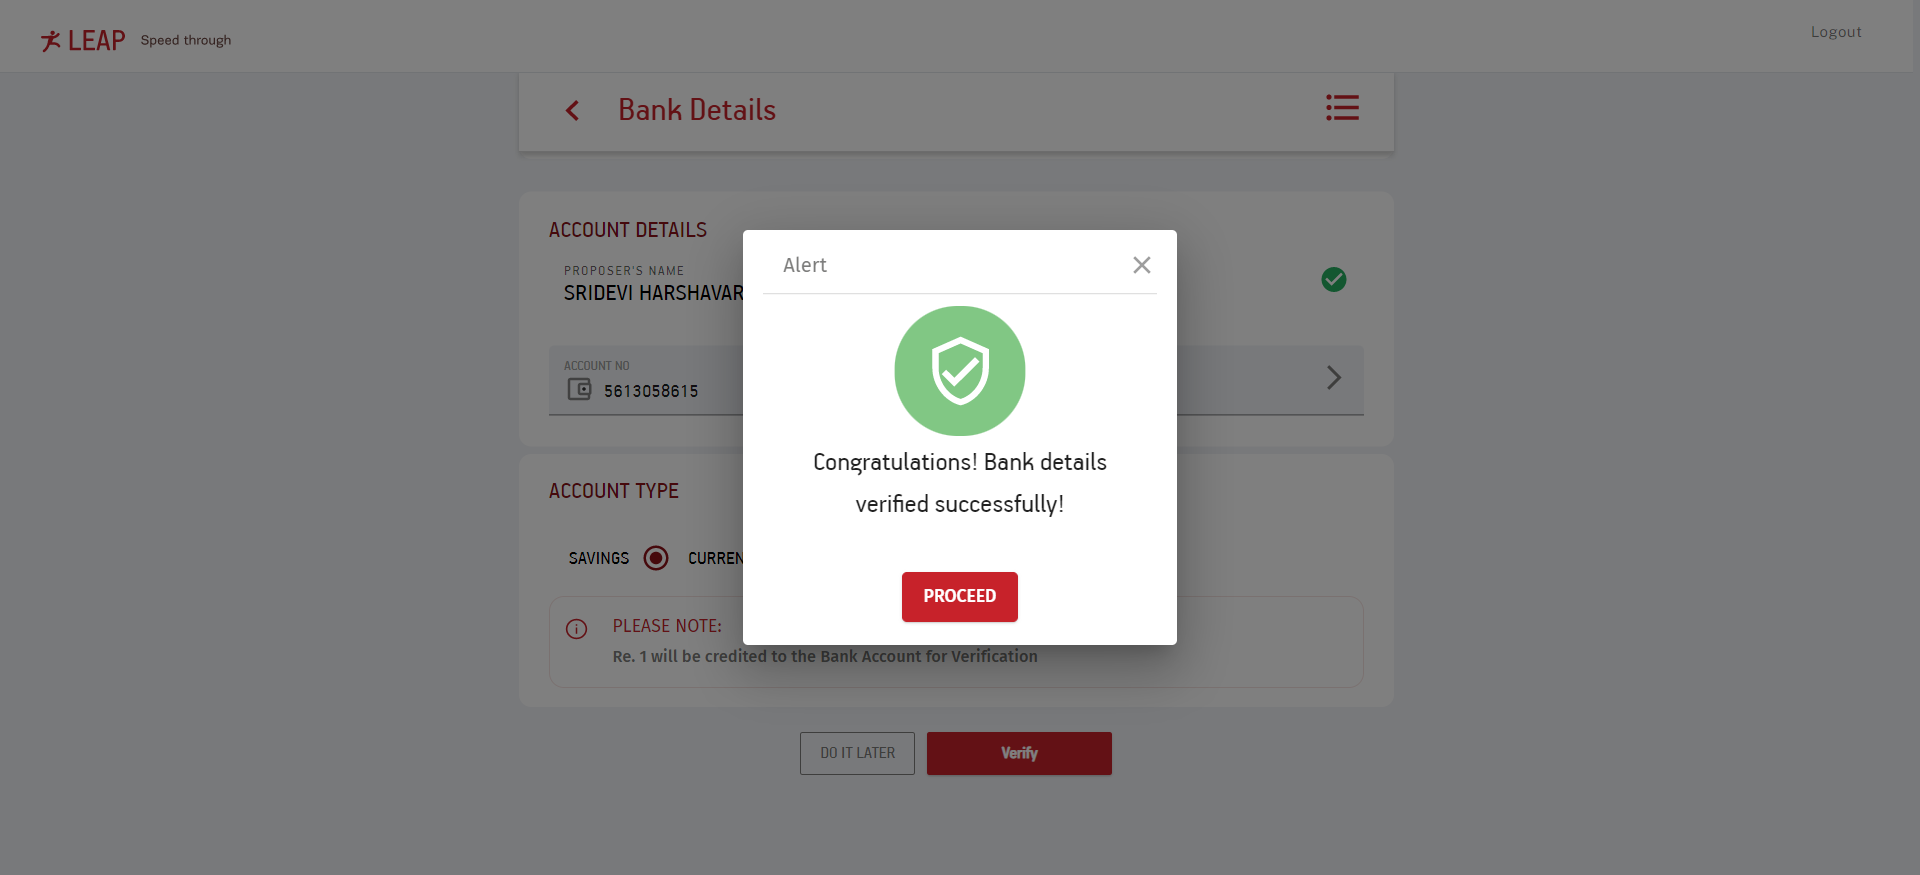 LEAP Speed through
Logout
Bank Details
ACCOUNT DETAILS
PROPOSER'S NAME
SRIDEVI
ACCOUNT NO
5613058615
ACCOUNT TYPE
SAVINGS
PLEASE NOTE:
Re. 1 will be credited to the Bank Account for Verification
DO IT LATER
Verify
Alert
Congratulations! Bank details
verified successfully!
PROCEED